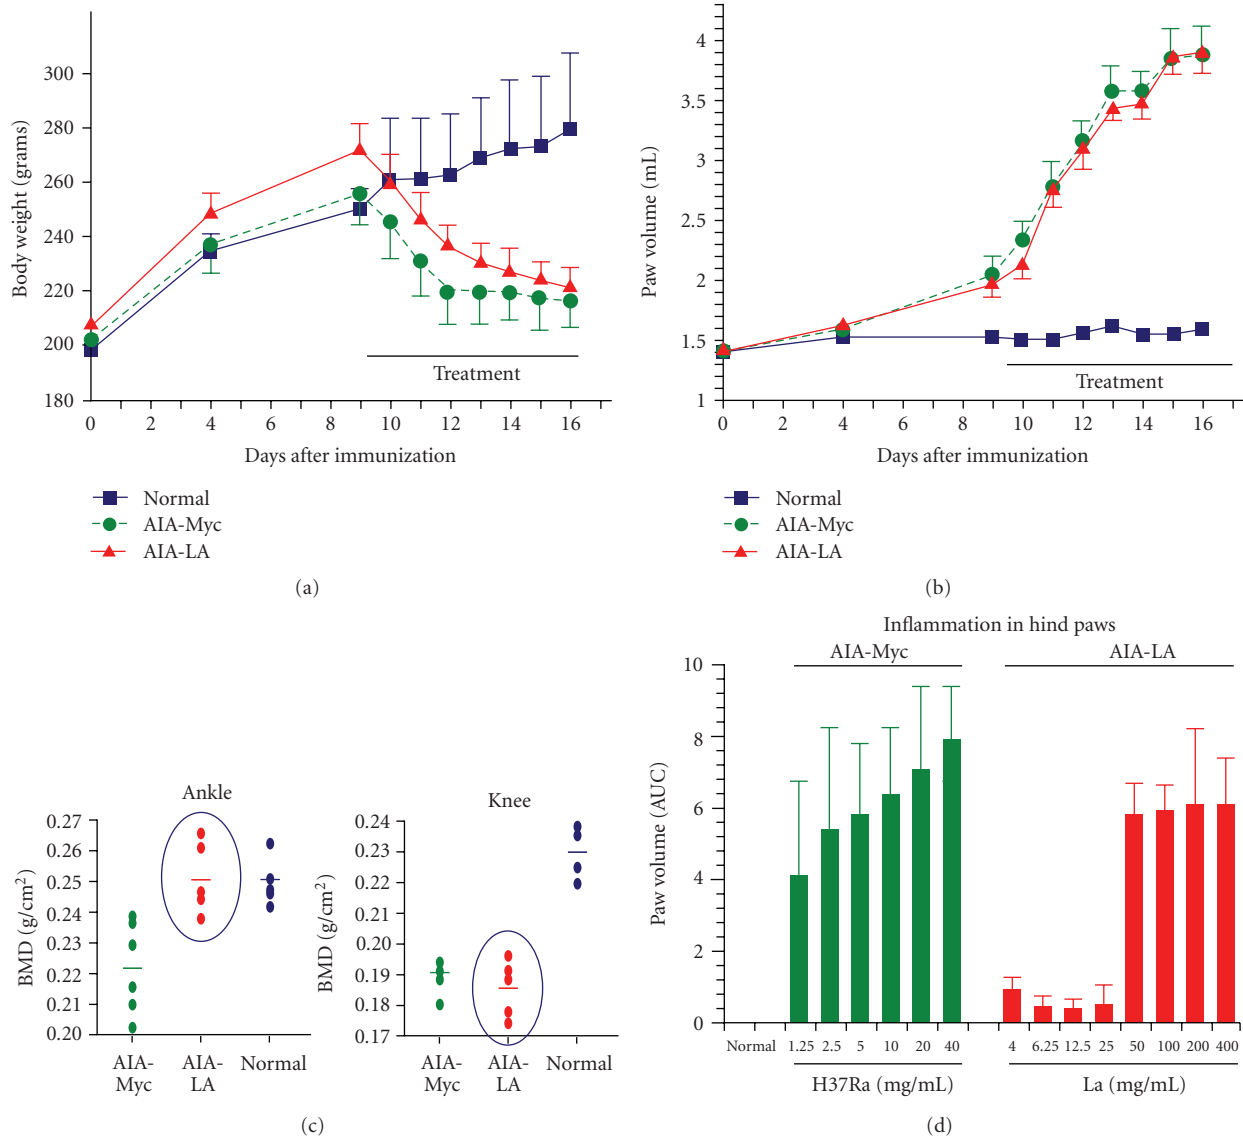 300
280
260
240
220
200
180
Body weight (grams)
Treatment
0 2 4 6 8 10 12 14 16
Days after immunization
Normal
AIA-Myc
AIA-LA
(a)
4
3.5
3
2.5
2
1.5
1
Paw volume (mL)
Treatment
0 2 4 6 8 10 12 14 16
Days after immunization
Normal
AIA-Myc
AIA-LA
(b)
Ankle
0.27
0.26
0.25
0.24
0.23
0.22
0.21
0.20
BMD (g/cm²)
AIA-Myc AIA-LA Normal
Knee
0.24
0.23
0.22
0.21
0.20
0.19
0.18
0.17
BMD (g/cm²)
AIA-Myc AIA-LA Normal
(c)
Inflammation in hind paws
AIA-Myc AIA-LA
10
8
6
4
2
0
Paw volume (AUC)
Normal 1.25 2.5 5 10 20 40 4 6.25 12.5 25 50 100 200 400
H37Ra (mg/mL) La (mg/mL)
(d)